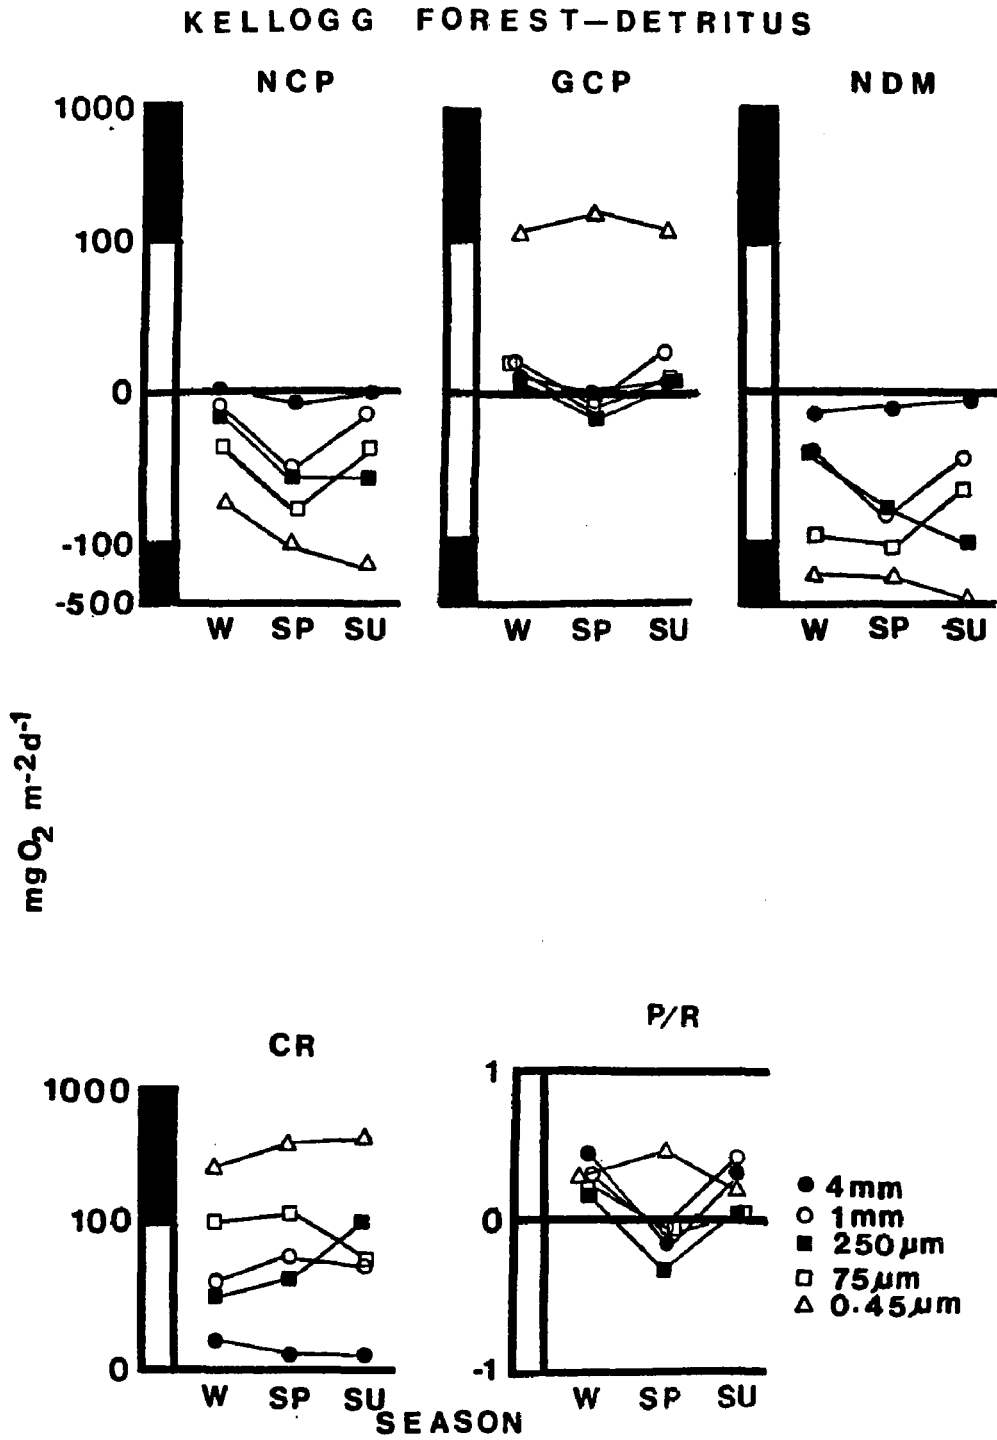 KELLOGG FOREST—DETRITUS
NCP GCP NDM
1000
100
0
-100
-500
W SP SU W SP SU W SP SU
mgO₂ m-2d-1
CR
1000
100
0
W SP SU
P/R
1
0
-1
W SP SU
4mm
1mm
250µm
75µm
0.45µm
SEASON